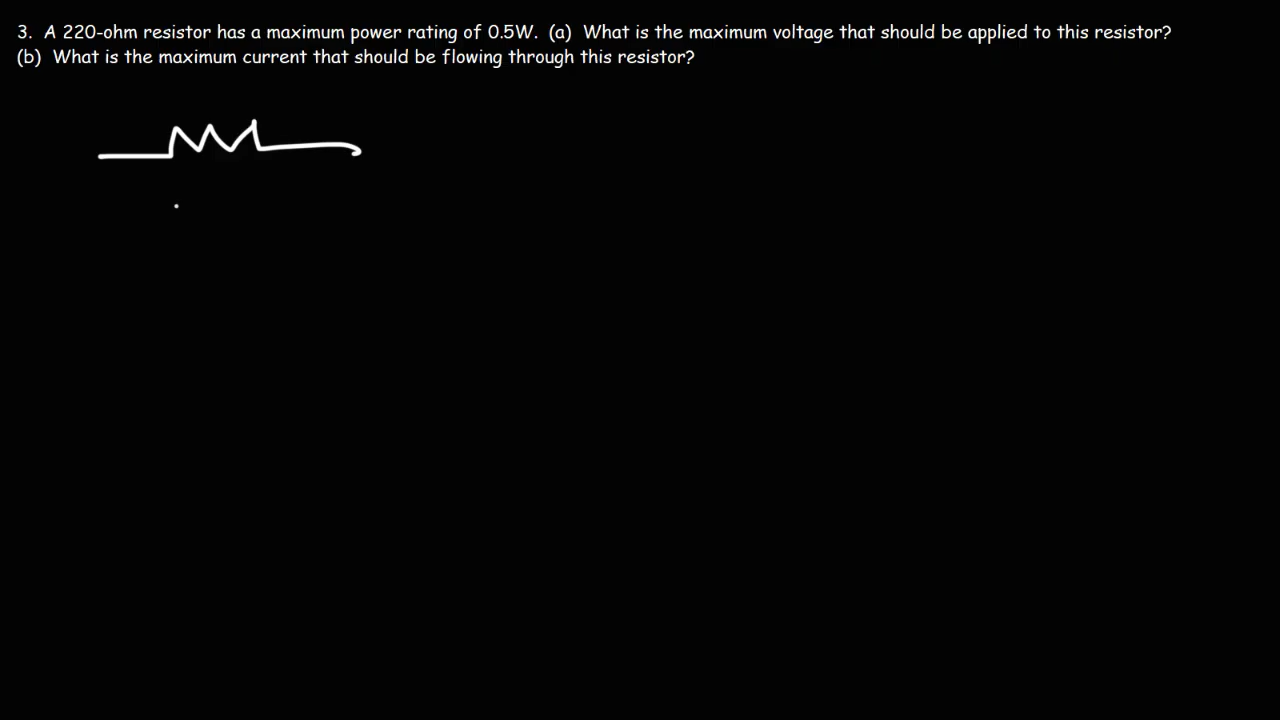 3. A 220-ohm resistor has a maximum power rating of 0.5W. (a) What is the maximum voltage that should be applied to this resistor?
(b) What is the maximum current that should be flowing through this resistor?